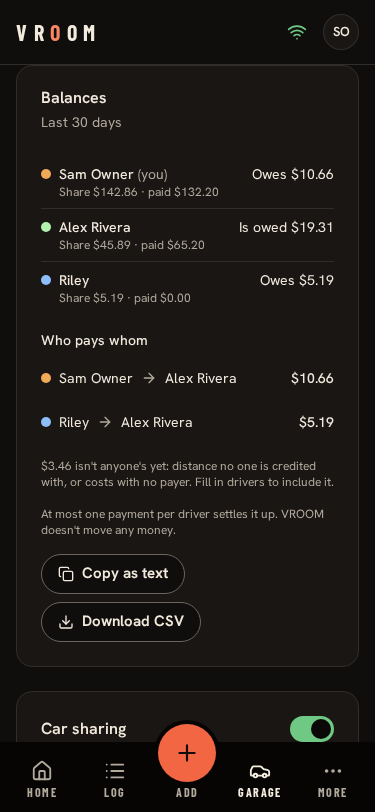 VROOM
SO
Balances
Last 30 days
Sam Owner (you) Owes $10.66
Share $142.86 · paid $132.20
Alex Rivera Is owed $19.31
Share $45.89 · paid $65.20
Riley Owes $5.19
Share $5.19 · paid $0.00
Who pays whom
Sam Owner → Alex Rivera $10.66
Riley → Alex Rivera $5.19
$3.46 isn't anyone's yet: distance no one is credited
with, or costs with no payer. Fill in drivers to include it.
At most one payment per driver settles it up. VROOM
doesn't move any money.
Copy as text
Download CSV
Car sharing
HOME LOG ADD GARAGE MORE